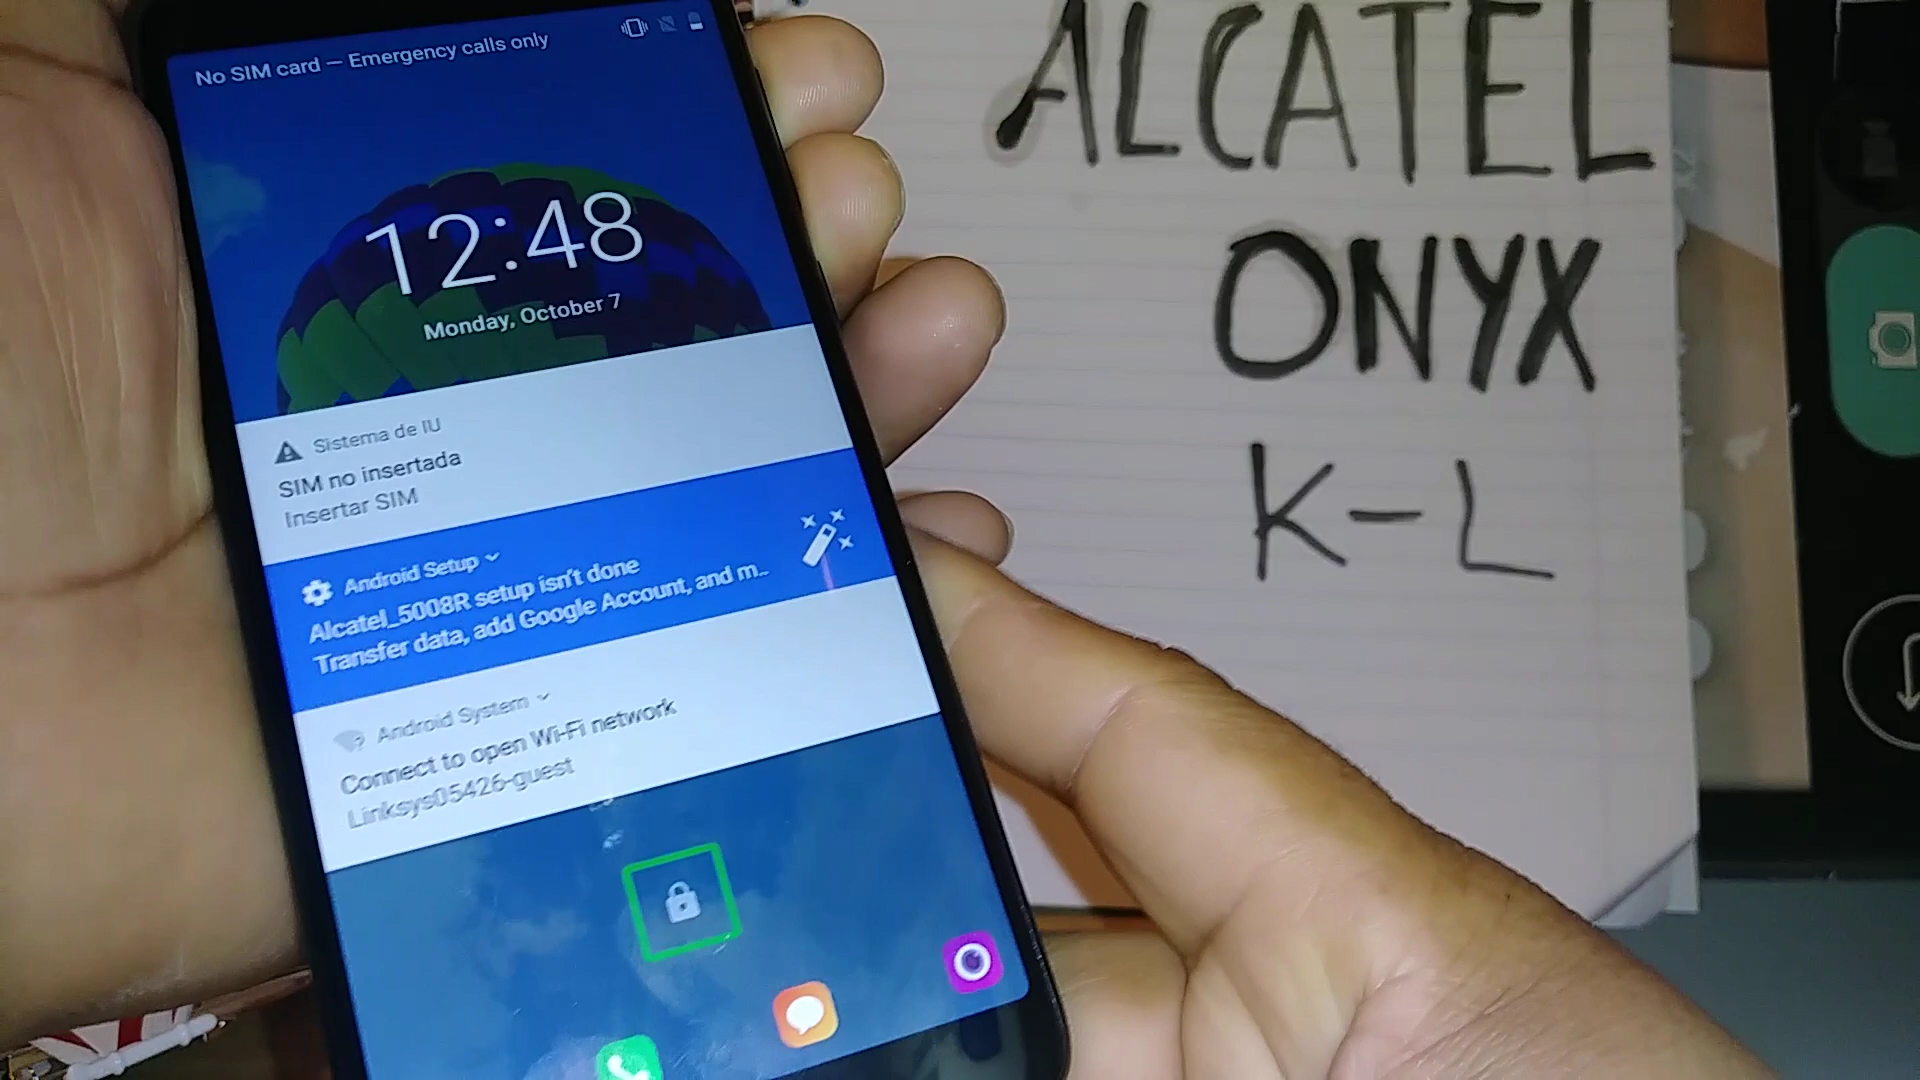 No SIM card — Emergency calls only
12:48
Monday, October 7
Sistema de IU
SIM no insertada
Insertar SIM
Android Setup
Alcatel_5008R setup isn't done
Transfer data, add Google Account, and m..
Android System
Connect to open Wi-Fi network
Linksys05426-guest
ALCATEL
ONYX
K-L